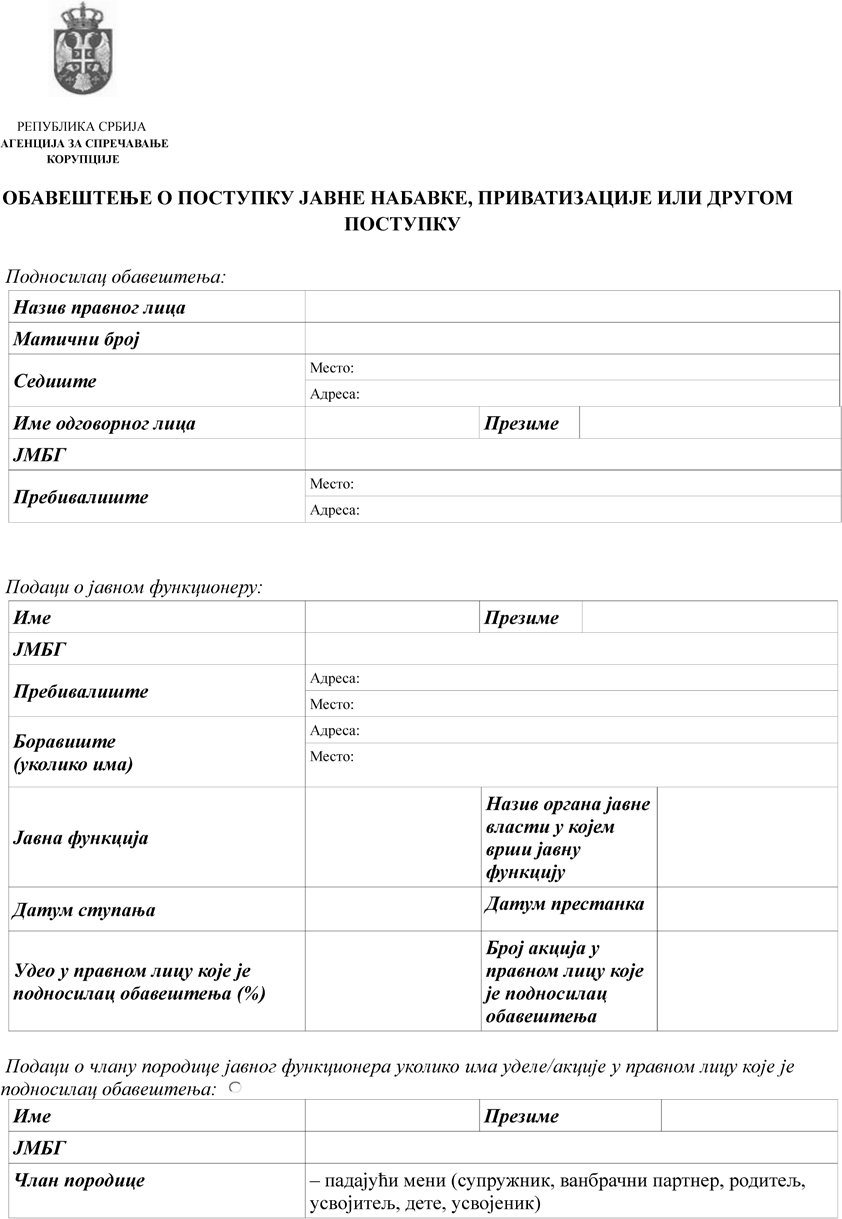 РЕПУБЛИКА СРБИЈА
АГЕНЦИЈА ЗА СПРЕЧАВАЊЕ
КОРУПЦИЈЕ
ОБАВЕШТЕЊЕ О ПОСТУПКУ ЈАВНЕ НАБАВКЕ, ПРИВАТИЗАЦИЈЕ ИЛИ ДРУГОМ
ПОСТУПКУ
Подносилац обавештења:
Назив правног лица
Матични број
Седиште
Место:
Адреса:
Име одговорног лица
Презиме
ЈМБГ
Пребивалиште
Место:
Адреса:
Подаци о јавном функционеру:
Име
Презиме
ЈМБГ
Пребивалиште
Адреса:
Место:
Боравиште
(уколико има)
Адреса:
Место:
Јавна функција
Назив органа јавне
власти у којем
врши јавну
функцију
Датум ступања
Датум престанка
Удео у правном лицу које је
подносилац обавештења (%)
Број акција у
правном лицу које
је подносилац
обавештења
Подаци о члану породице јавног функционера уколико има уделе/акције у правном лицу које је
подносилац обавештења:
Име
Презиме
ЈМБГ
Члан породице
– падајући мени (супружник, ванбрачни партнер, родитељ,
усвојитељ, дете, усвојеник)